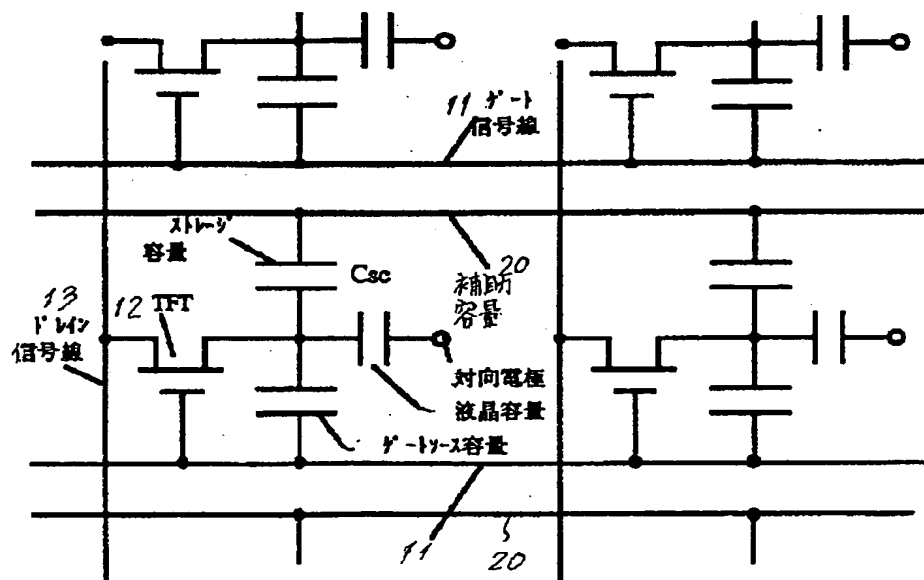 11 ゲート
信号線
ストレージ
容量
Csc
20
補助
容量
13
ドレイン
信号線
12 TFT
対向電極
液晶容量
ゲートソース容量
11
20